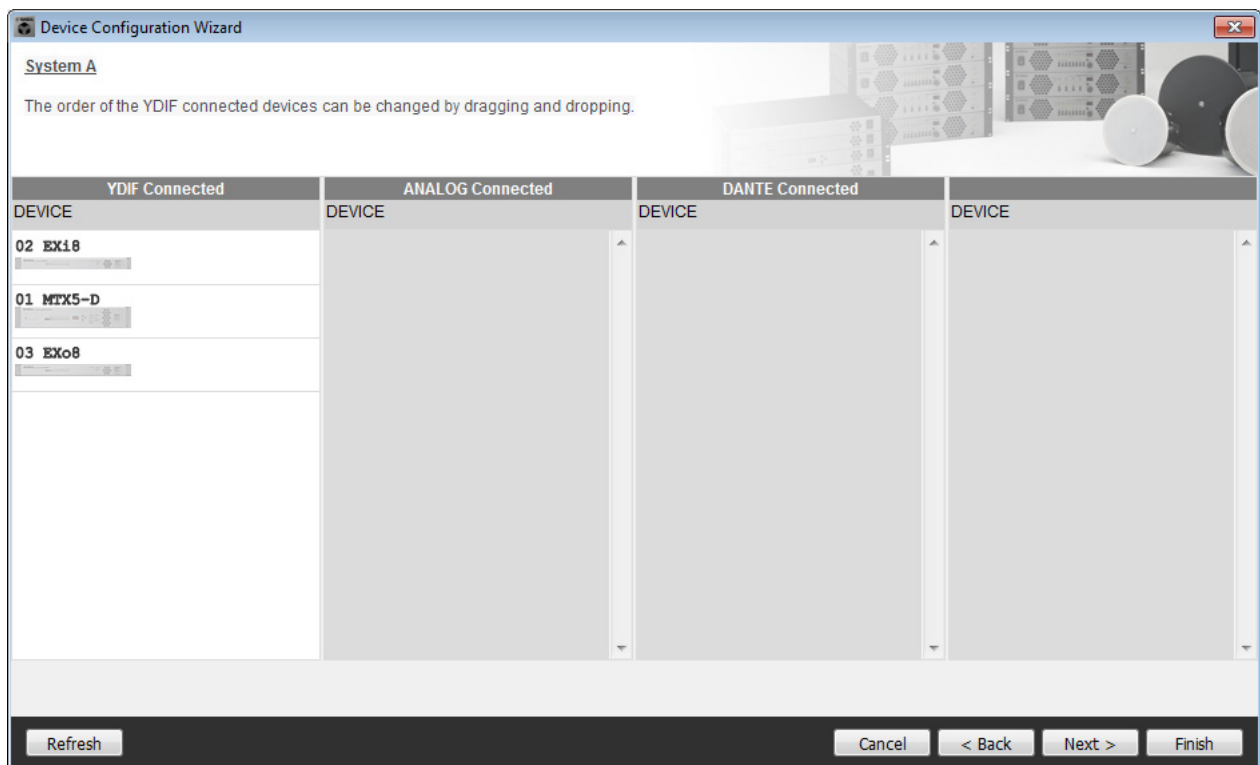 Device Configuration Wizard
System A
The order of the YDIF connected devices can be changed by dragging and dropping.
YDIF Connected
ANALOG Connected
DANTE Connected
DEVICE
DEVICE
DEVICE
DEVICE
02 EXi8
01 MTX5-D
03 EXo8
Refresh
Cancel
< Back
Next >
Finish